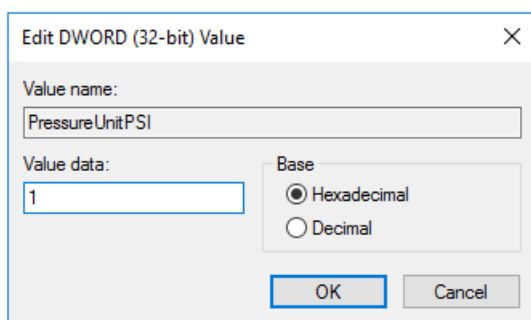 Edit DWORD (32-bit) Value
Value name:
PressureUnitPSI
Value data:
1
Base
Hexadecimal
Decimal
OK
Cancel